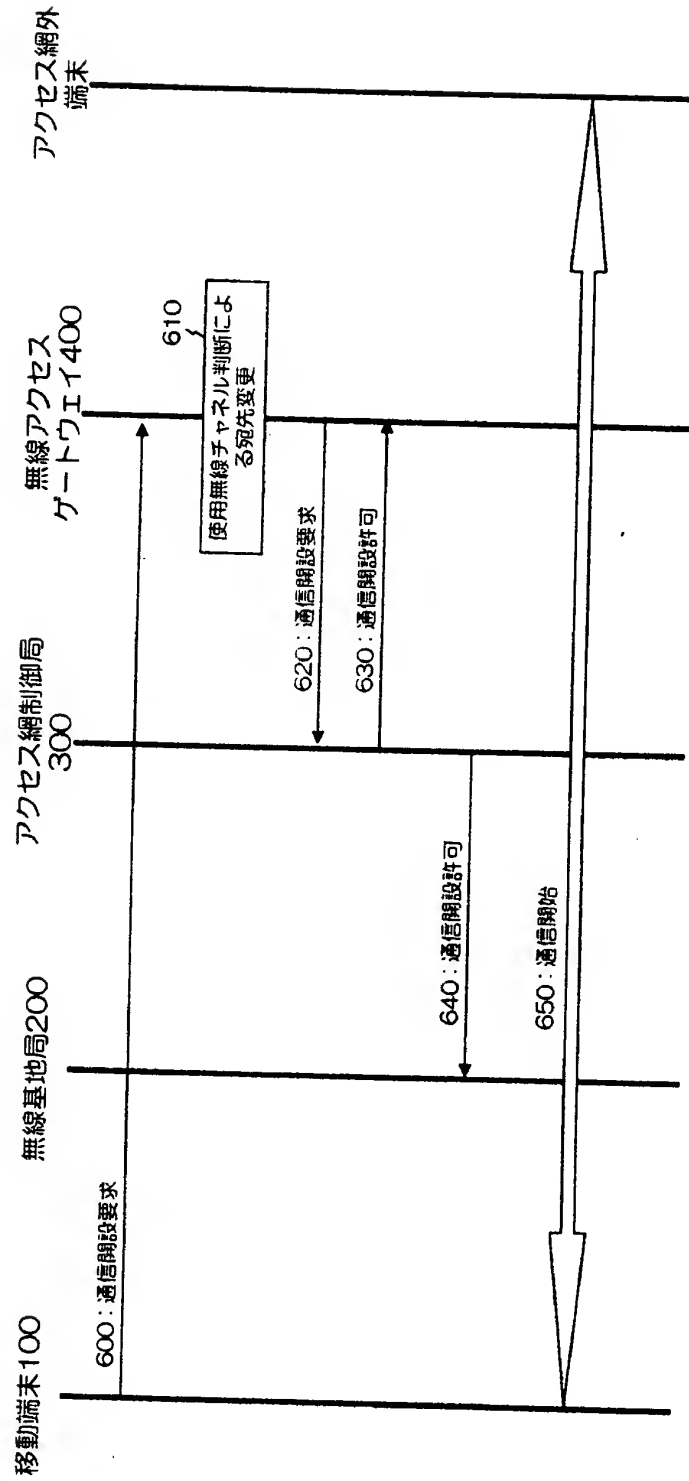 移動端末100
無線基地局200
アクセス網制御局
300
無線アクセス
ゲートウェイ400
アクセス網外
端末
600：通信開設要求
610
使用無線チャネル判断によ
る宛先変更
620：通信開設要求
630：通信開設許可
640：通信開設許可
650：通信開始